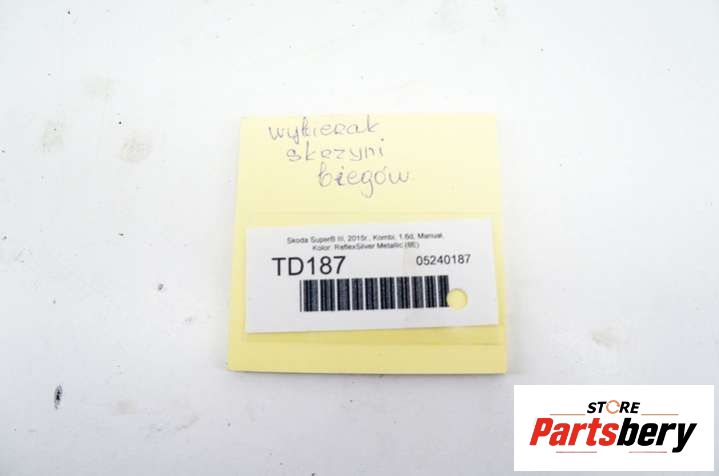 wybierak
skrzyni
biegów
Skoda SuperB III, 2015r., Kombi, 1.6d, Manual,
Kolor: ReflexSilver Metallic (8E)
TD187 05240187
STORE
Partsbery